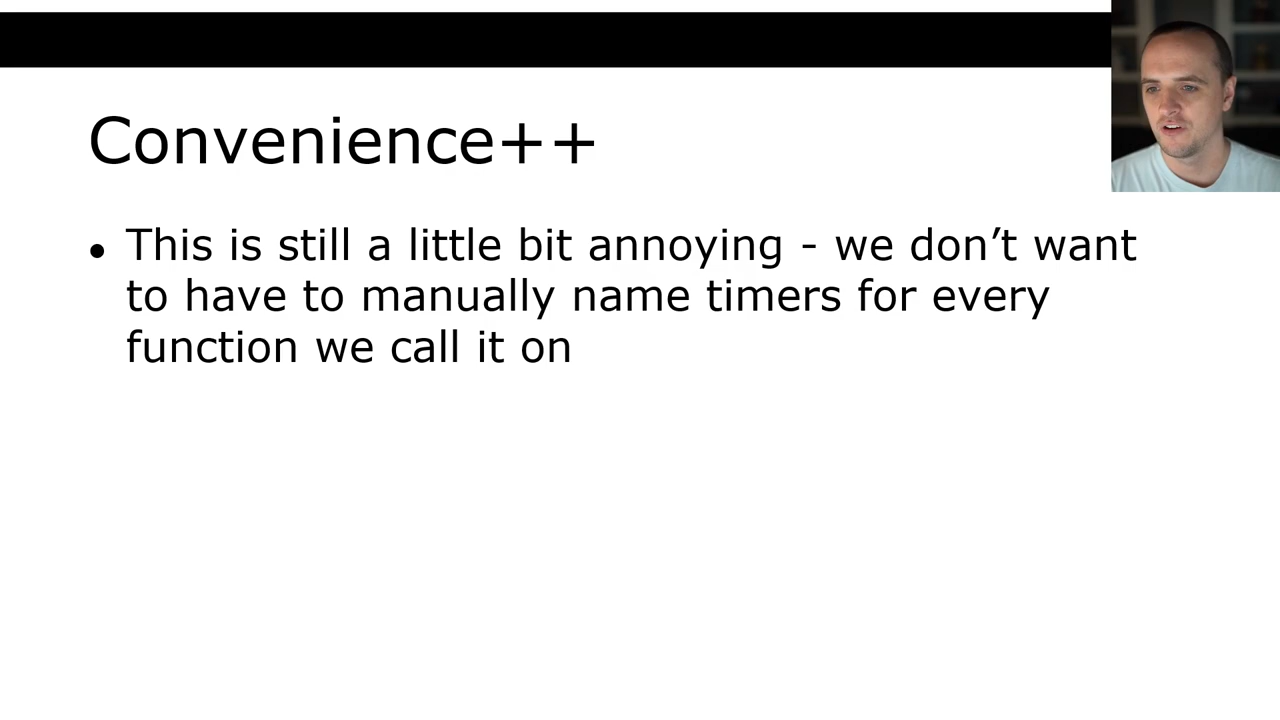 Convenience++
• This is still a little bit annoying - we don’t want
to have to manually name timers for every
function we call it on